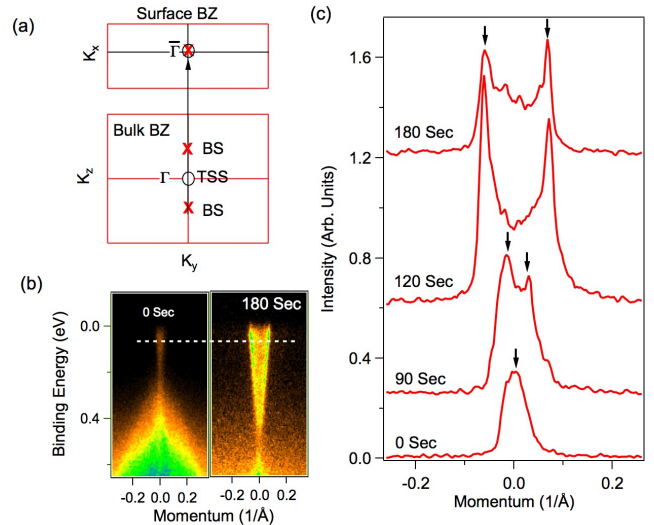 (a)
Surface BZ
K_x
Γ̅
Bulk BZ
X BS
K_z
Γ TSS
X BS
K_y
(b)
0 Sec
180 Sec
Binding Energy (eV)
0.0
0.4
-0.2 0.0 0.2
-0.2 0.0 0.2
Momentum (1/Å)
(c)
Intensity (Arb. Units)
1.6
1.2
0.8
0.4
0.0
180 Sec
120 Sec
90 Sec
0 Sec
-0.2 0.0 0.2
Momentum (1/Å)